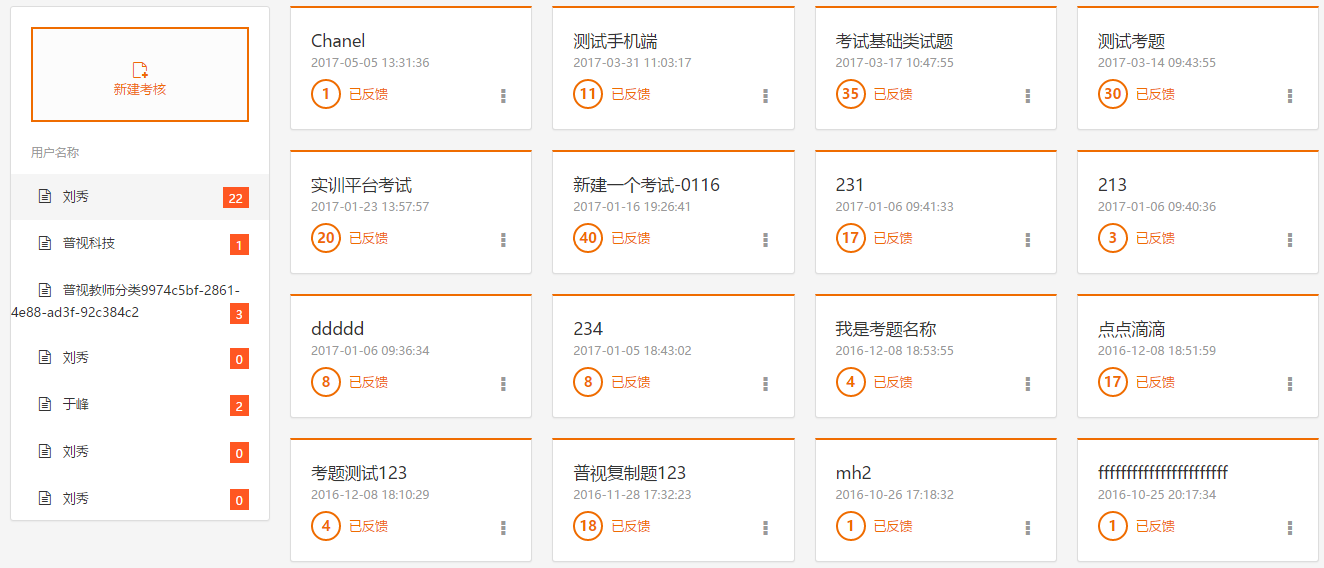 新建考核
用户名称
刘秀
22
普视科技
1
普视教师分类9974c5bf-2861-
4e88-ad3f-92c384c2
3
刘秀
0
于峰
2
刘秀
0
刘秀
0
Chanel
2017-05-05 13:31:36
1 已反馈
测试手机端
2017-03-31 11:03:17
11 已反馈
考试基础类试题
2017-03-17 10:47:55
35 已反馈
测试考题
2017-03-14 09:43:55
30 已反馈
实训平台考试
2017-01-23 13:57:57
20 已反馈
新建一个考试-0116
2017-01-16 19:26:41
40 已反馈
231
2017-01-06 09:41:33
17 已反馈
213
2017-01-06 09:40:36
3 已反馈
ddddd
2017-01-06 09:36:34
8 已反馈
234
2017-01-05 18:43:02
8 已反馈
我是考题名称
2016-12-08 18:53:55
4 已反馈
点点滴滴
2016-12-08 18:51:59
17 已反馈
考题测试123
2016-12-08 18:10:29
4 已反馈
普视复制题123
2016-11-28 17:32:23
18 已反馈
mh2
2016-10-26 17:18:32
1 已反馈
fffffffffffffffffffffff
2016-10-25 20:17:34
1 已反馈